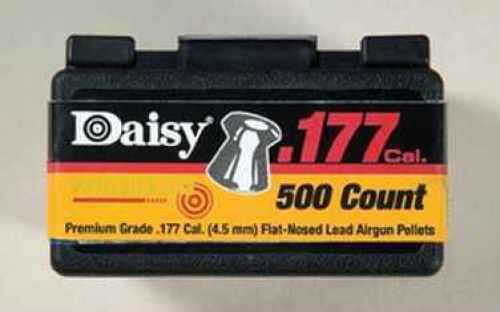 Daisy®
.177 Cal.
500 Count
Premium Grade .177 Cal. (4.5 mm) Flat-Nosed Lead Airgun Pellets